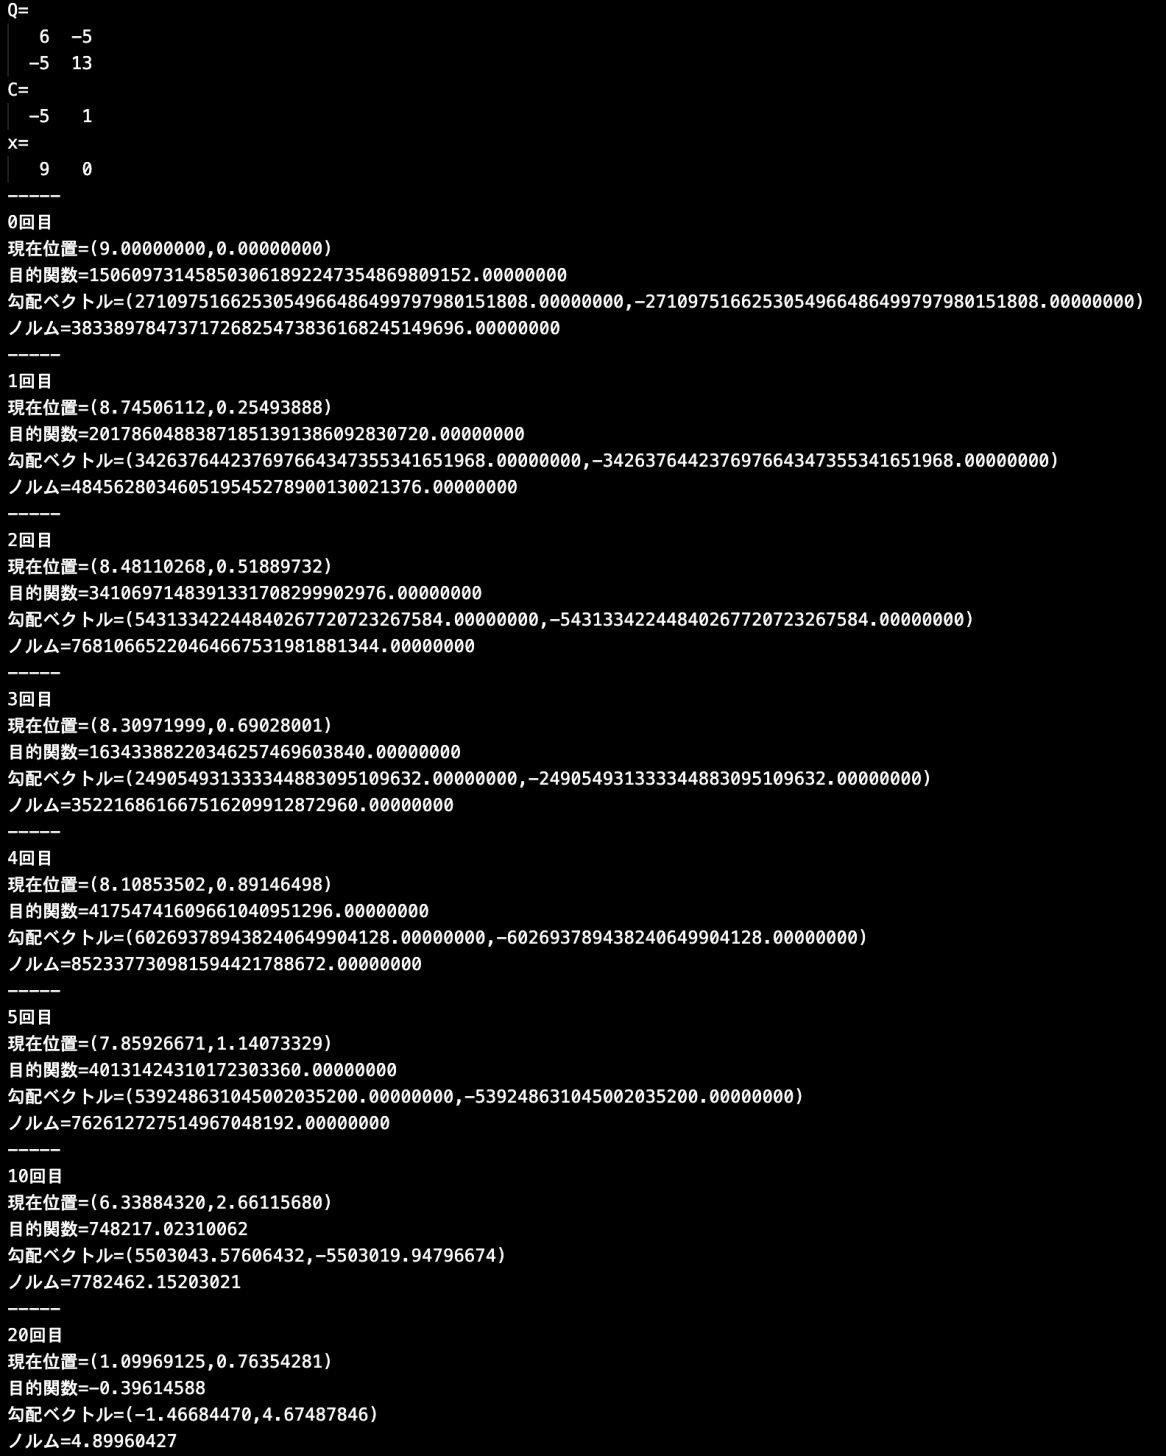 Q=
6 -5
-5 13
C=
-5 1
x=
9 0
-----
0回目
現在位置=(9.00000000,0.00000000)
目的関数=150609731458503061892247354869809152.00000000
勾配ベクトル=(2710975166253054966486499797980151808.00000000,-2710975166253054966486499797980151808.00000000)
ノルム=3833897847371726825473836168245149696.00000000
-----
1回目
現在位置=(8.74506112,0.25493888)
目的関数=2017860488387185139138609283​0720.00000000
勾配ベクトル=(342637644237697664347355341651968.00000000,-342637644237697664347355341651968.00000000)
ノルム=484562803460519545278900130021376.00000000
-----
2回目
現在位置=(8.48110268,0.51889732)
目的関数=3410697148391331708299902976.00000000
勾配ベクトル=(54313342244840267720723267584.00000000,-54313342244840267720723267584.00000000)
ノルム=76810665220464667531981881344.00000000
-----
3回目
現在位置=(8.30971999,0.69028001)
目的関数=16343388220346257469603840.00000000
勾配ベクトル=(249054931333344883095109632.00000000,-249054931333344883095109632.00000000)
ノルム=352216861667516209912872960.00000000
-----
4回目
現在位置=(8.10853502,0.89146498)
目的関数=41754741609661040951296.00000000
勾配ベクトル=(602693789438240649904128.00000000,-602693789438240649904128.00000000)
ノルム=852337730981594421788672.00000000
-----
5回目
現在位置=(7.85926671,1.14073329)
目的関数=40131424310172303360.00000000
勾配ベクトル=(539248631045002035200.00000000,-539248631045002035200.00000000)
ノルム=762612727514967048192.00000000
-----
10回目
現在位置=(6.33884320,2.66115680)
目的関数=748217.02310062
勾配ベクトル=(5503043.57606432,-5503019.94796674)
ノルム=7782462.15203021
-----
20回目
現在位置=(1.09969125,0.76354281)
目的関数=-0.39614588
勾配ベクトル=(-1.46684470,4.67487846)
ノルム=4.89960427